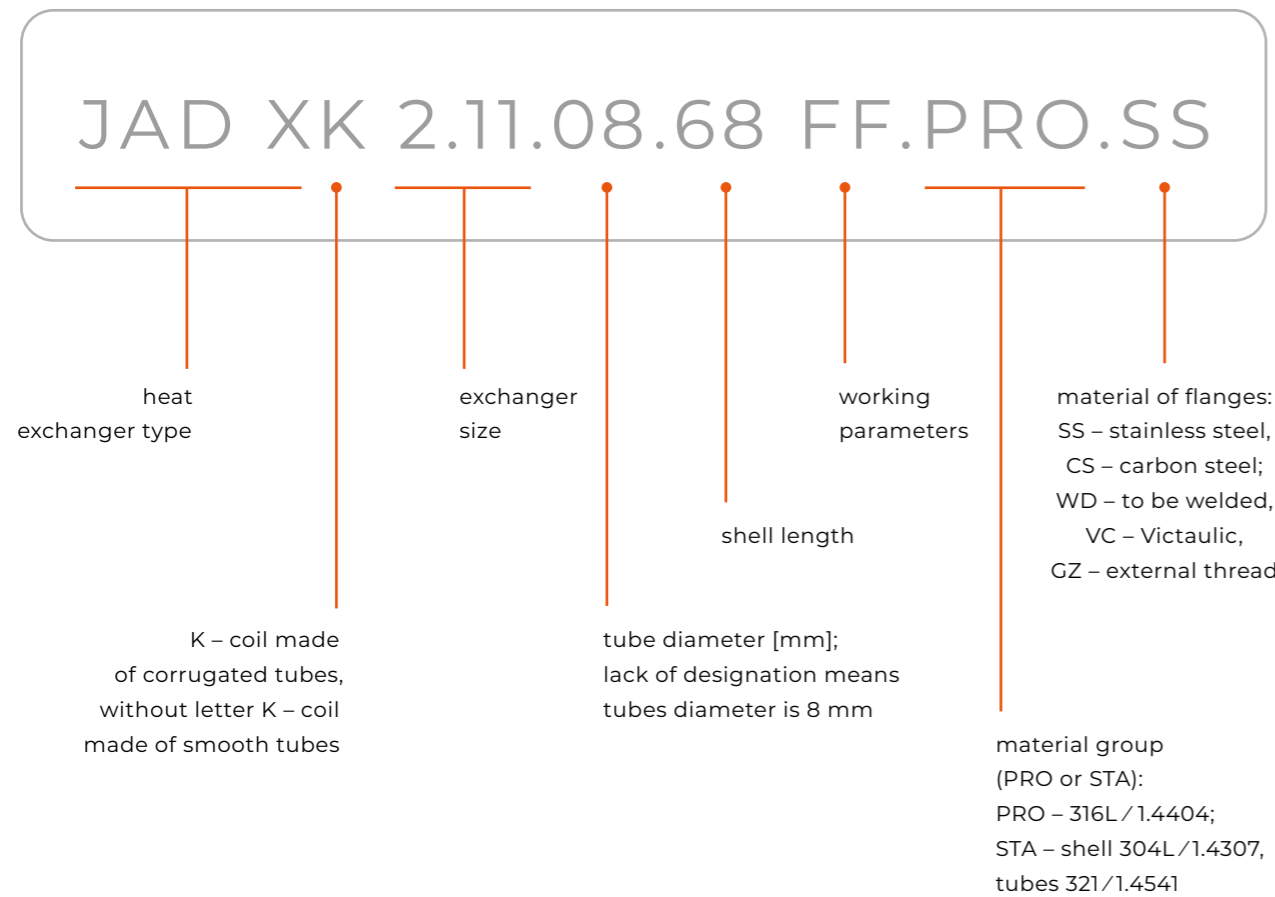 JAD XK 2.11.08.68 FF.PRO.SS
heat
exchanger type
exchanger
size
working
parameters
material of flanges:
SS – stainless steel,
CS – carbon steel;
WD – to be welded,
VC – Victaulic,
GZ – external thread
shell length
K – coil made
of corrugated tubes,
without letter K – coil
made of smooth tubes
tube diameter [mm];
lack of designation means
tubes diameter is 8 mm
material group
(PRO or STA):
PRO – 316L ⁄ 1.4404;
STA – shell 304L ⁄ 1.4307,
tubes 321 ⁄ 1.4541